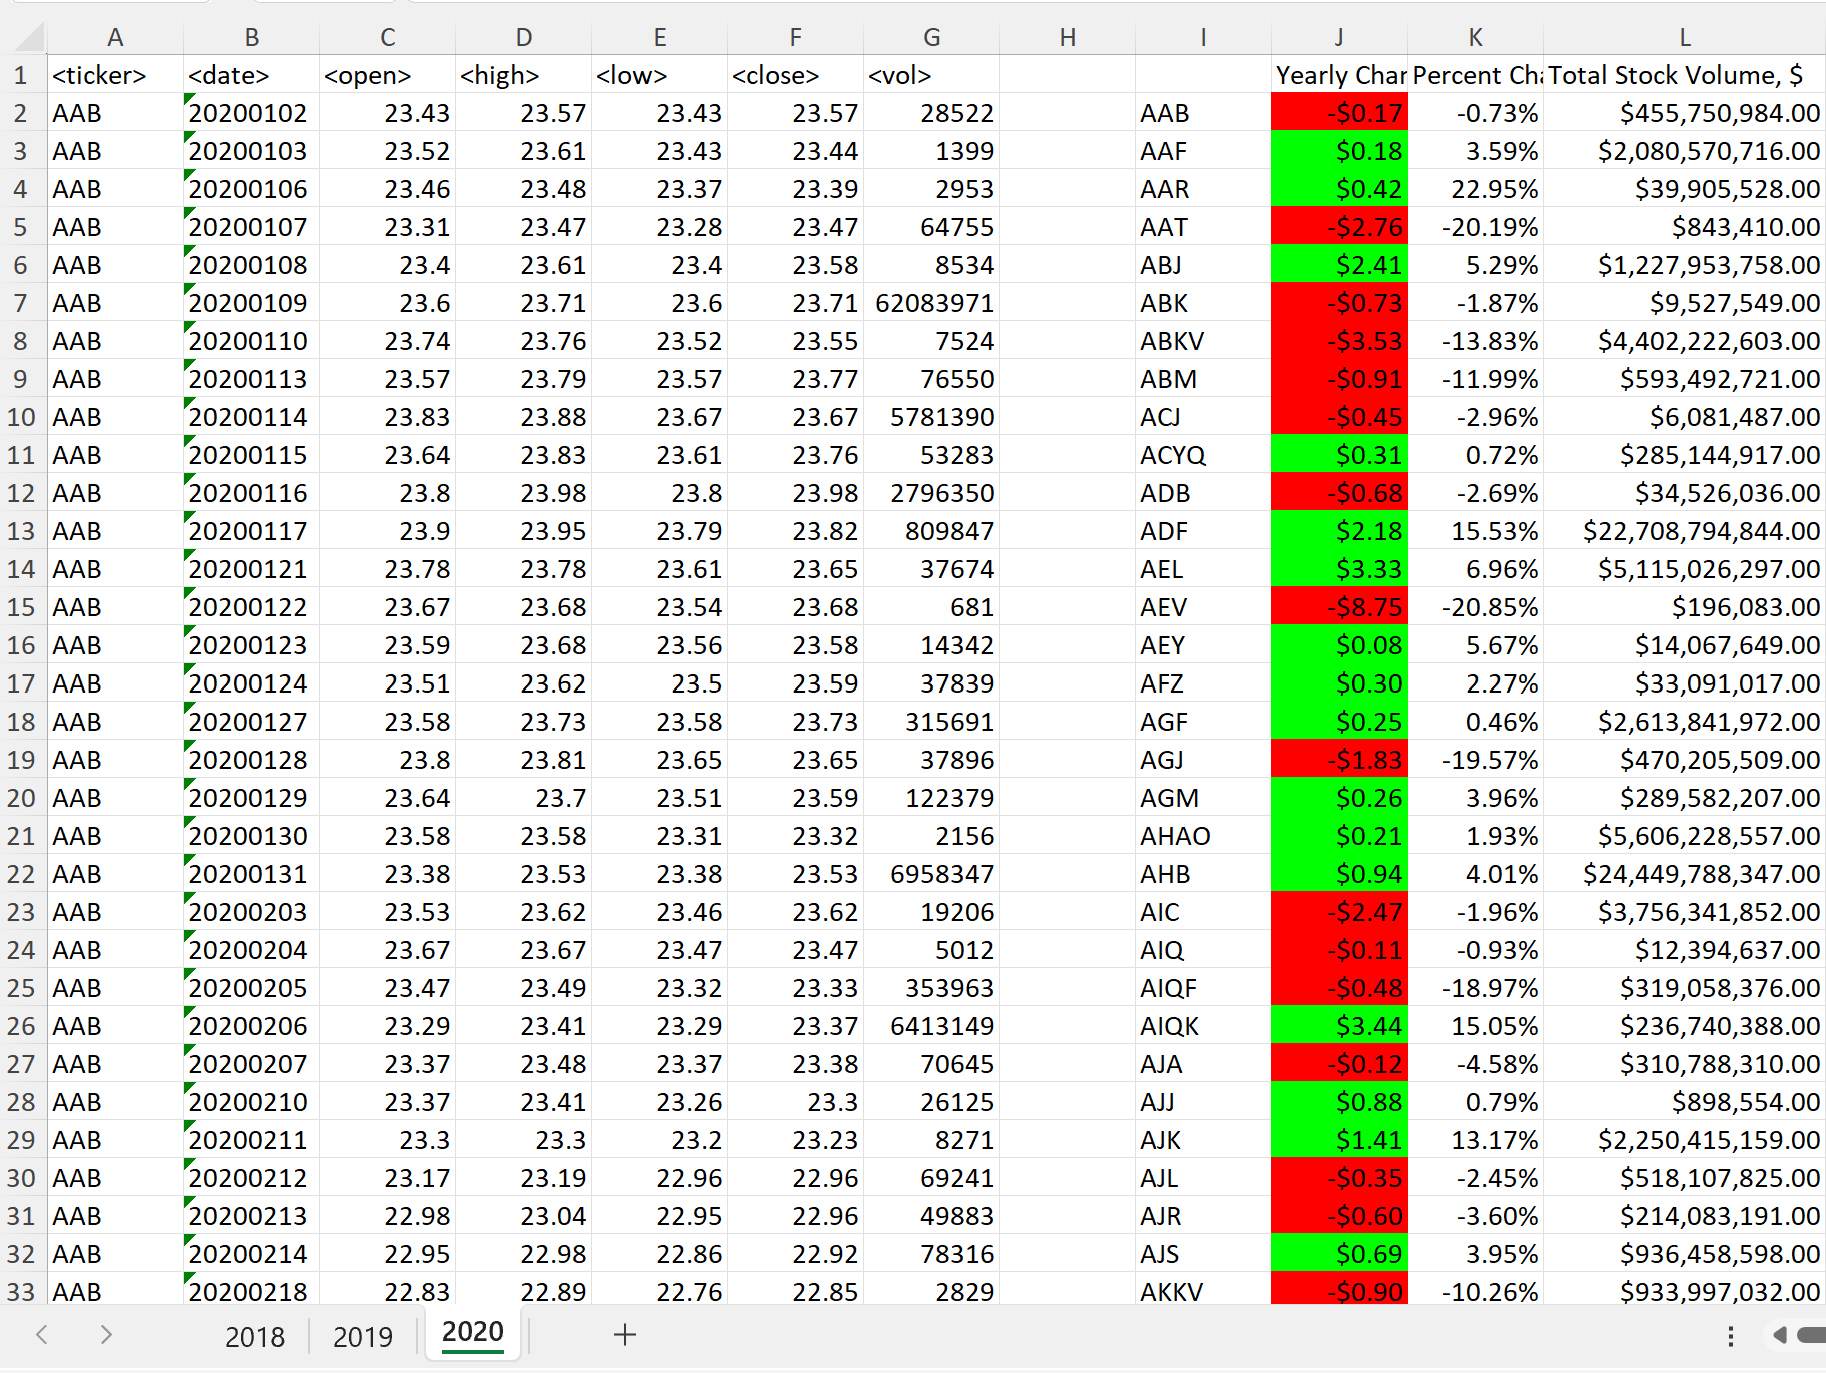 A B C D E F G H I J K L
1 <ticker> <date> <open> <high> <low> <close> <vol> Yearly Char Percent Cha Total Stock Volume, $
2 AAB 20200102 23.43 23.57 23.43 23.57 28522 AAB -$0.17 -0.73% $455,750,984.00
3 AAB 20200103 23.52 23.61 23.43 23.44 1399 AAF $0.18 3.59% $2,080,570,716.00
4 AAB 20200106 23.46 23.48 23.37 23.39 2953 AAR $0.42 22.95% $39,905,528.00
5 AAB 20200107 23.31 23.47 23.28 23.47 64755 AAT -$2.76 -20.19% $843,410.00
6 AAB 20200108 23.4 23.61 23.4 23.58 8534 ABJ $2.41 5.29% $1,227,953,758.00
7 AAB 20200109 23.6 23.71 23.6 23.71 62083971 ABK -$0.73 -1.87% $9,527,549.00
8 AAB 20200110 23.74 23.76 23.52 23.55 7524 ABKV -$3.53 -13.83% $4,402,222,603.00
9 AAB 20200113 23.57 23.79 23.57 23.77 76550 ABM -$0.91 -11.99% $593,492,721.00
10 AAB 20200114 23.83 23.88 23.67 23.67 5781390 ACJ -$0.45 -2.96% $6,081,487.00
11 AAB 20200115 23.64 23.83 23.61 23.76 53283 ACYQ $0.31 0.72% $285,144,917.00
12 AAB 20200116 23.8 23.98 23.8 23.98 2796350 ADB -$0.68 -2.69% $34,526,036.00
13 AAB 20200117 23.9 23.95 23.79 23.82 809847 ADF $2.18 15.53% $22,708,794,844.00
14 AAB 20200121 23.78 23.78 23.61 23.65 37674 AEL $3.33 6.96% $5,115,026,297.00
15 AAB 20200122 23.67 23.68 23.54 23.68 681 AEV -$8.75 -20.85% $196,083.00
16 AAB 20200123 23.59 23.68 23.56 23.58 14342 AEY $0.08 5.67% $14,067,649.00
17 AAB 20200124 23.51 23.62 23.5 23.59 37839 AFZ $0.30 2.27% $33,091,017.00
18 AAB 20200127 23.58 23.73 23.58 23.73 315691 AGF $0.25 0.46% $2,613,841,972.00
19 AAB 20200128 23.8 23.81 23.65 23.65 37896 AGJ -$1.83 -19.57% $470,205,509.00
20 AAB 20200129 23.64 23.7 23.51 23.59 122379 AGM $0.26 3.96% $289,582,207.00
21 AAB 20200130 23.58 23.58 23.31 23.32 2156 AHAO $0.21 1.93% $5,606,228,557.00
22 AAB 20200131 23.38 23.53 23.38 23.53 6958347 AHB $0.94 4.01% $24,449,788,347.00
23 AAB 20200203 23.53 23.62 23.46 23.62 19206 AIC -$2.47 -1.96% $3,756,341,852.00
24 AAB 20200204 23.67 23.67 23.47 23.47 5012 AIQ -$0.11 -0.93% $12,394,637.00
25 AAB 20200205 23.47 23.49 23.32 23.33 353963 AIQF -$0.48 -18.97% $319,058,376.00
26 AAB 20200206 23.29 23.41 23.29 23.37 6413149 AIQK $3.44 15.05% $236,740,388.00
27 AAB 20200207 23.37 23.48 23.37 23.38 70645 AJA -$0.12 -4.58% $310,788,310.00
28 AAB 20200210 23.37 23.41 23.26 23.3 26125 AJJ $0.88 0.79% $898,554.00
29 AAB 20200211 23.3 23.3 23.2 23.23 8271 AJK $1.41 13.17% $2,250,415,159.00
30 AAB 20200212 23.17 23.19 22.96 22.96 69241 AJL -$0.35 -2.45% $518,107,825.00
31 AAB 20200213 22.98 23.04 22.95 22.96 49883 AJR -$0.60 -3.60% $214,083,191.00
32 AAB 20200214 22.95 22.98 22.86 22.92 78316 AJS $0.69 3.95% $936,458,598.00
33 AAB 20200218 22.83 22.89 22.76 22.85 2829 AKKV -$0.90 -10.26% $933,997,032.00
2018 2019 2020